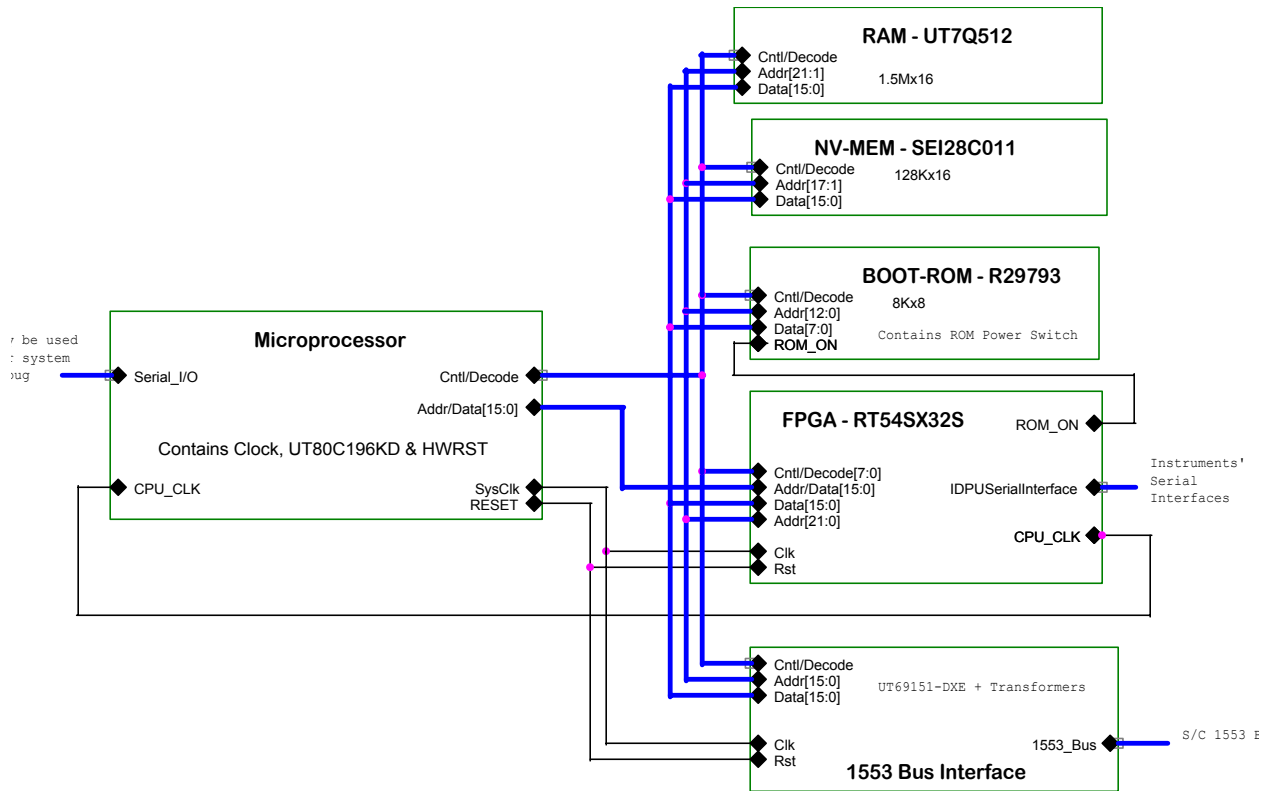 RAM - UT7Q512
Cntl/Decode
1.5Mx16
Addr[21:1]
Data[15:0]
NV-MEM - SEI28C011
Cntl/Decode
128Kx16
Addr[17:1]
Data[15:0]
BOOT-ROM - R29793
Cntl/Decode
8Kx8
Addr[12:0]
Data[7:0]
Contains ROM Power Switch
ROM_ON
be used
system
Microprocessor
Serial_I/O
Cntl/Decode
Addr/Data[15:0]
Contains Clock, UT80C196KD & HWRST
CPU_CLK
SysClk
RESET
FPGA - RT54SX32S
ROM_ON
Cntl/Decode[7:0]
Addr/Data[15:0]
IDPUSerialInterface
Data[15:0]
Addr[21:0]
CPU_CLK
Clk
Rst
Instruments'
Serial
Interfaces
Cntl/Decode
Addr[15:0]
UT69151-DXE + Transformers
Data[15:0]
Clk
1553_Bus
Rst
1553 Bus Interface
S/C 1553